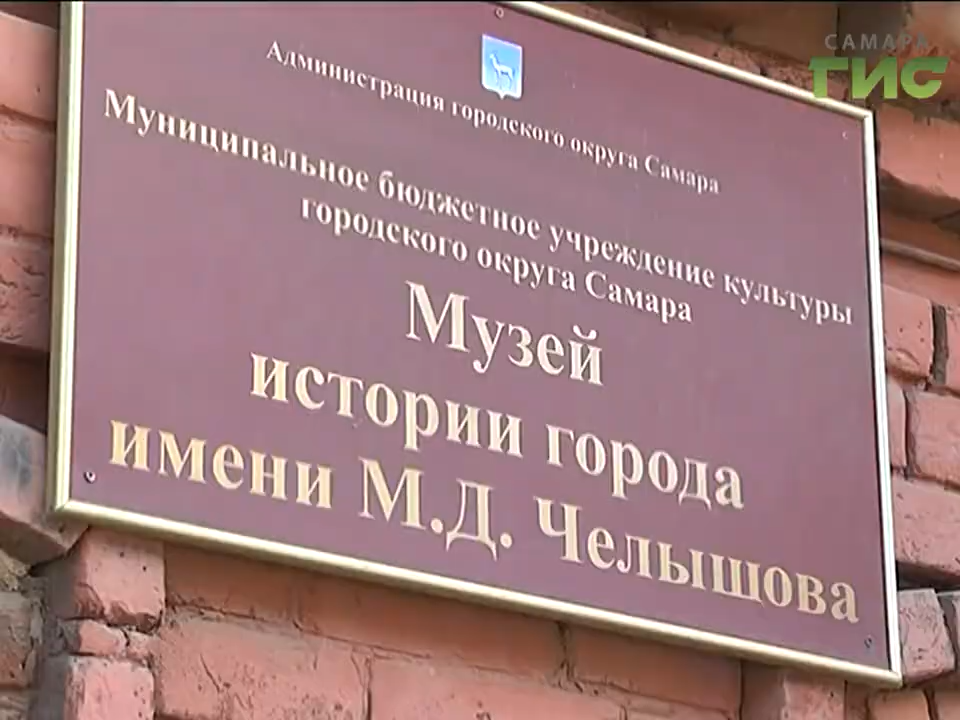 САМАРА
ГИС
Администрация городского округа Самара
Муниципальное бюджетное учреждение культуры
городского округа Самара
Музей
истории города
имени М.Д. Челышова